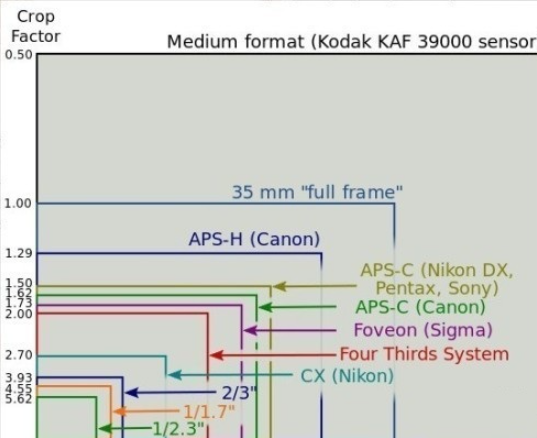 Crop
Factor
Medium format (Kodak KAF 39000 sensor
0.50
35 mm "full frame"
1.00
APS-H (Canon)
1.29
APS-C (Nikon DX,
Pentax, Sony)
1.50
1.62
APS-C (Canon)
1.73
Foveon (Sigma)
2.00
Four Thirds System
2.70
CX (Nikon)
3.93
2/3"
4.55
1/1.7"
5.62
1/2.3"